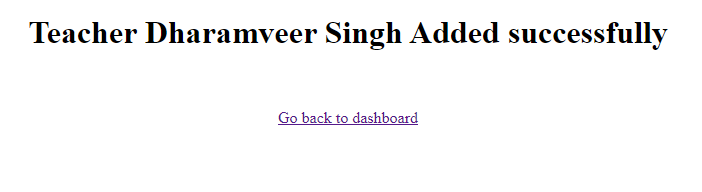 Teacher Dharamveer Singh Added successfully
Go back to dashboard